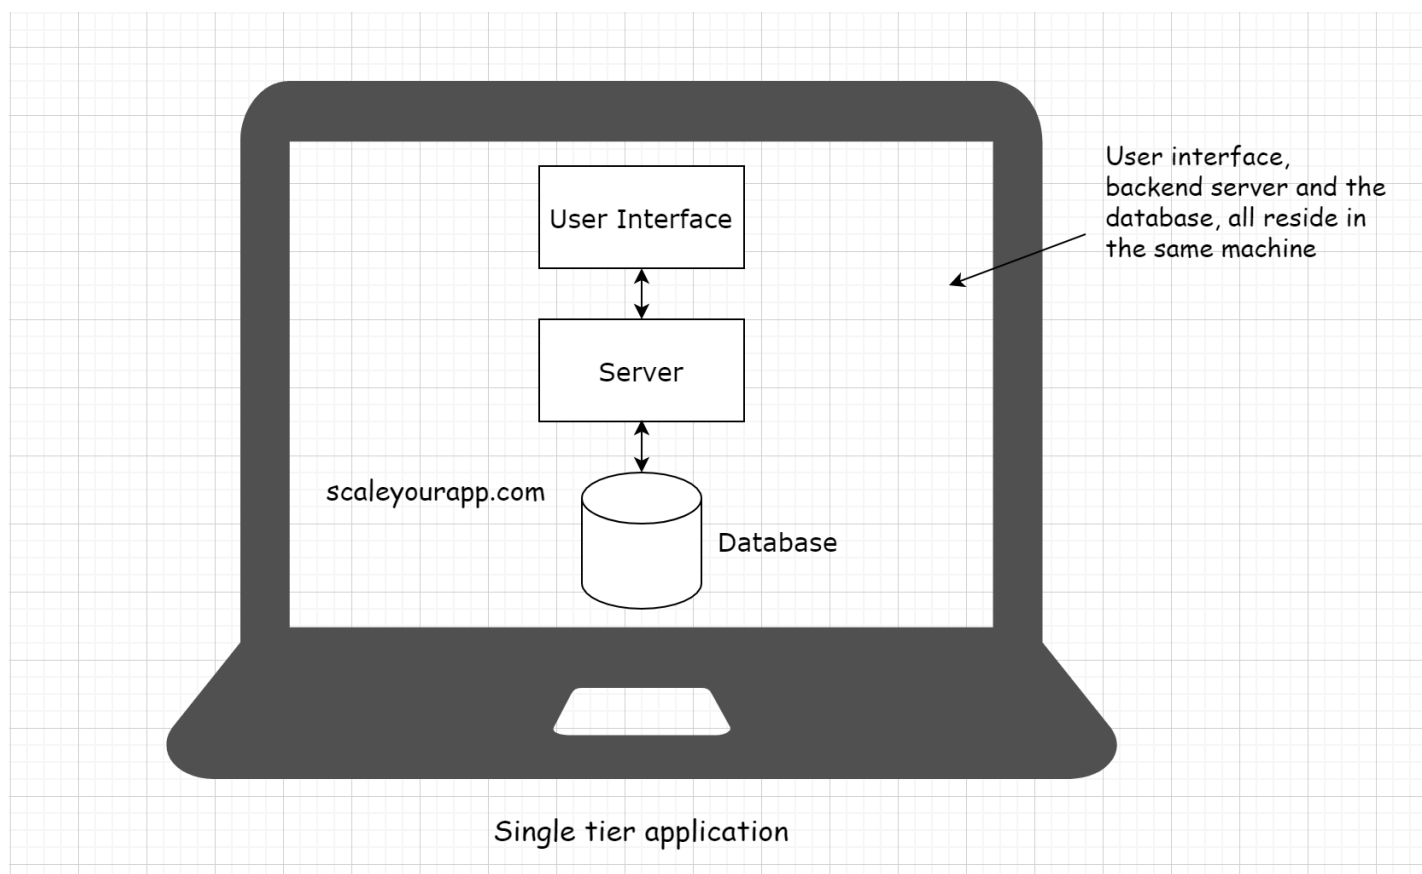 User interface,
backend server and the
database, all reside in
the same machine
User Interface
Server
scaleyourapp.com
Database
Single tier application